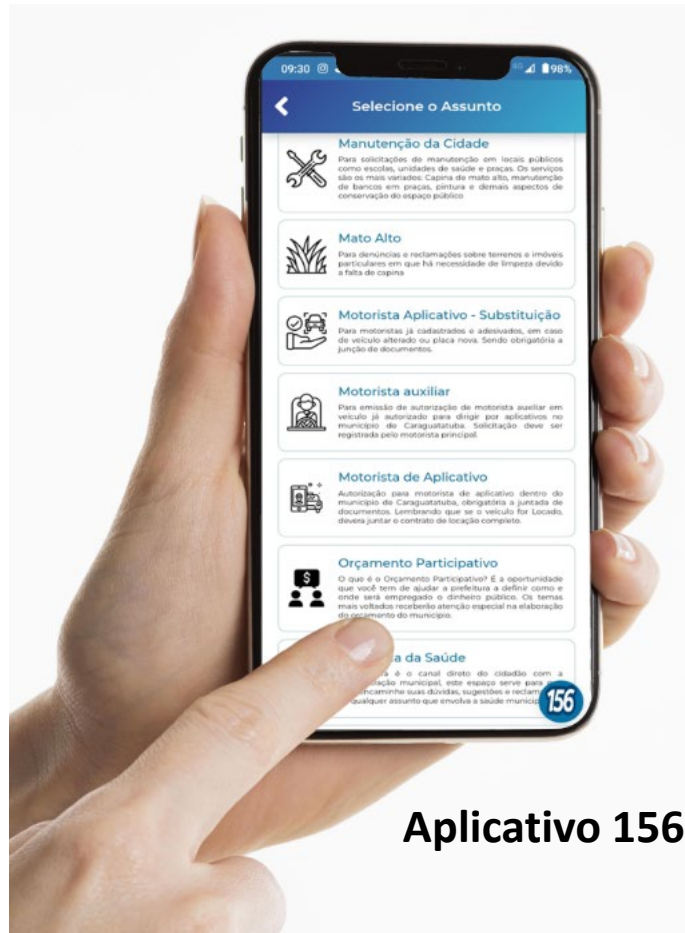 09:30
4G 98%
Selecione o Assunto
Manutenção da Cidade
Para solicitações de manutenção em locais públicos
como escolas, unidades de saúde e praças. Os serviços
são os mais variados: Capina de mato alto, manutenção
de bancos em praças, pintura e demais aspectos de
conservação do espaço público
Mato Alto
Para denúncias e reclamações sobre terrenos e imóveis
particulares em que há necessidade de limpeza devido
a falta de capina
Motorista Aplicativo - Substituição
Para motoristas já cadastrados e adesivados, em caso
de veículo alterado ou placa nova. Sendo obrigatória a
junção de documentos.
Motorista auxiliar
Para emissão de autorização de motorista auxiliar em
veículo já autorizado para dirigir por aplicativos no
município de Caraguatatuba. Solicitação deve ser
registrada pelo motorista principal.
Motorista de Aplicativo
Autorização para motorista de aplicativo dentro do
município de Caraguatatuba, obrigatória a juntada de
documentos. Lembrando que se o veículo for Locado,
devera juntar o contrato de locação completo.
Orçamento Participativo
O que é o Orçamento Participativo? É a oportunidade
que você tem de ajudar a prefeitura a definir como e
onde será empregado o dinheiro público. Os temas
mais voltados receberão atenção especial na elaboração
do orçamento do município.
da Saúde
é o canal direto do cidadão com a
municipal, este espaço serve para
suas dúvidas, sugestões e
qualquer assunto que envolva a saúde
156
Aplicativo 156